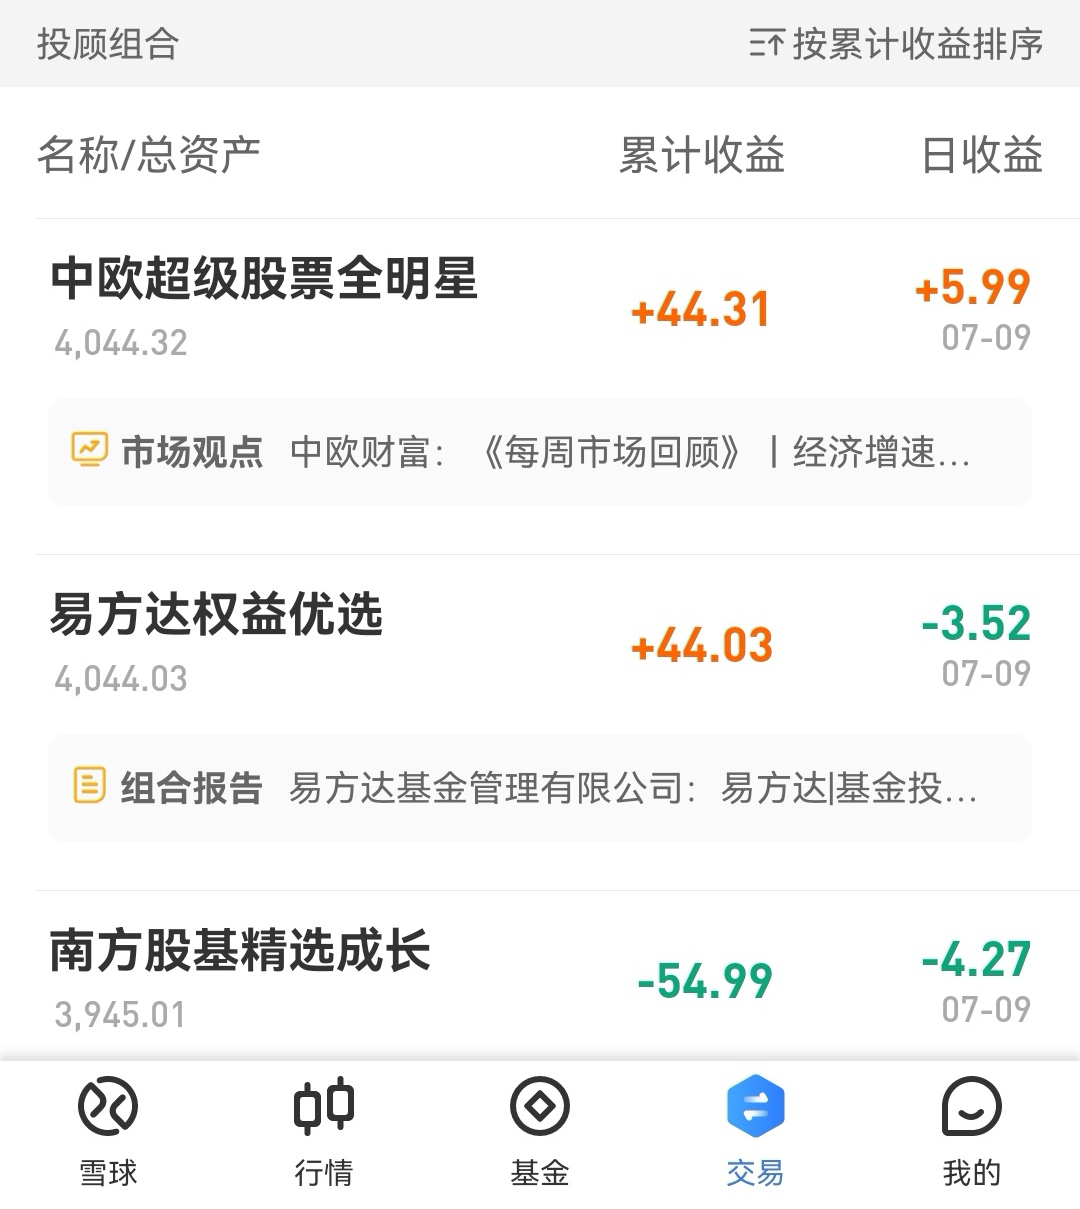 投顾组合 按累计收益排序
名称/总资产 累计收益 日收益
中欧超级股票全明星 +44.31 +5.99
4,044.32 07-09
市场观点 中欧财富：《每周市场回顾》丨经济增速...
易方达权益优选 +44.03 -3.52
4,044.03 07-09
组合报告 易方达基金管理有限公司：易方达|基金投...
南方股基精选成长 -54.99 -4.27
3,945.01 07-09
雪球 行情 基金 交易 我的